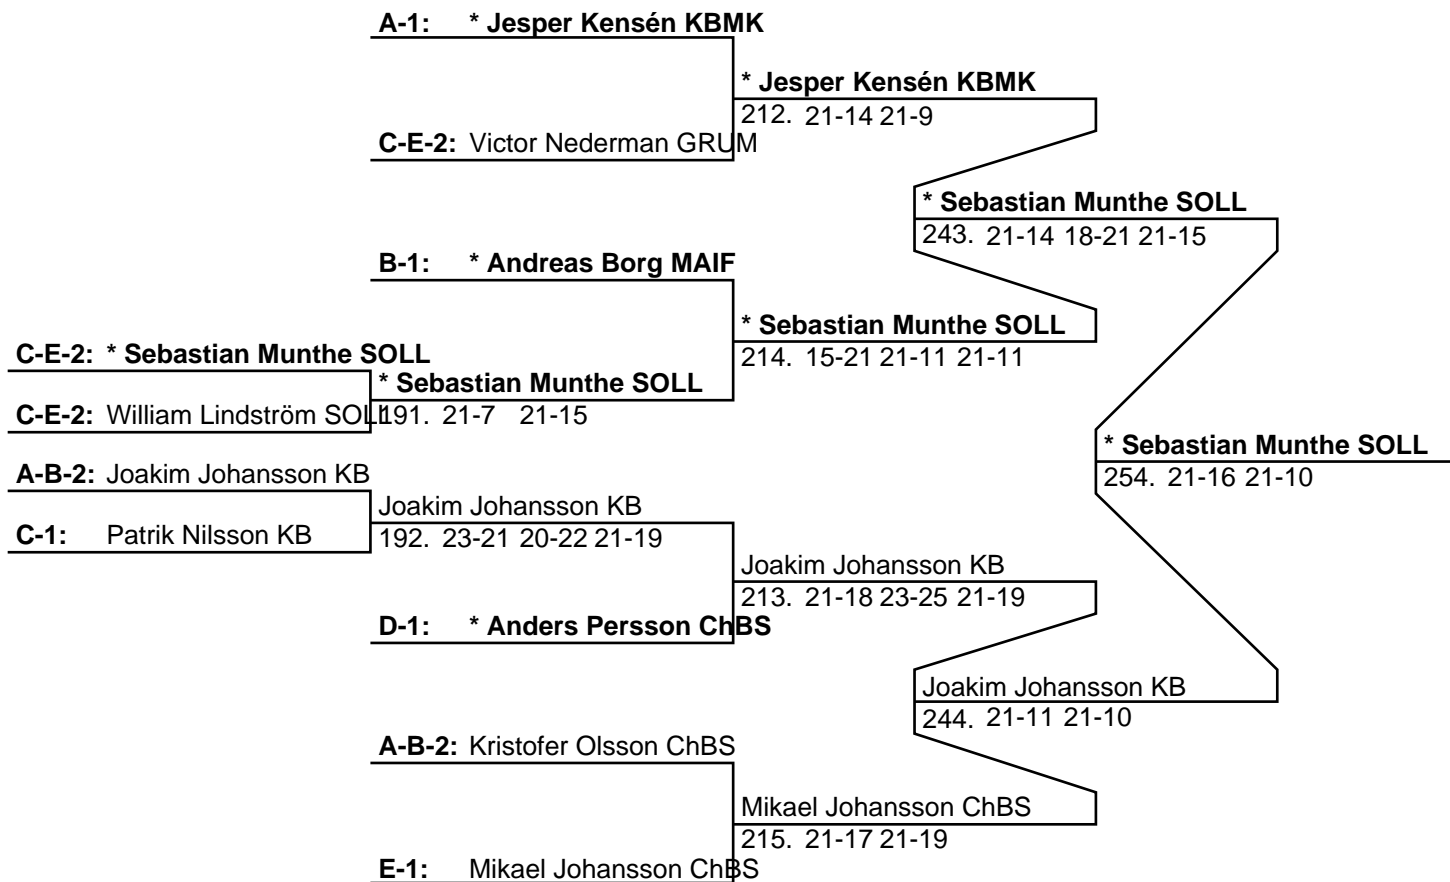 A-1: * Jesper Kensén KBMK
* Jesper Kensén KBMK
212. 21-14 21-9
C-E-2: Victor Nederman GRUM
* Sebastian Munthe SOLL
243. 21-14 18-21 21-15
B-1: * Andreas Borg MAIF
* Sebastian Munthe SOLL
214. 15-21 21-11 21-11
C-E-2: * Sebastian Munthe SOLL
* Sebastian Munthe SOLL
C-E-2: William Lindström SOLL
191. 21-7 21-15
* Sebastian Munthe SOLL
254. 21-16 21-10
A-B-2: Joakim Johansson KB
Joakim Johansson KB
C-1: Patrik Nilsson KB
192. 23-21 20-22 21-19
Joakim Johansson KB
213. 21-18 23-25 21-19
D-1: * Anders Persson ChBS
Joakim Johansson KB
244. 21-11 21-10
A-B-2: Kristofer Olsson ChBS
Mikael Johansson ChBS
215. 21-17 21-19
E-1: Mikael Johansson ChBS